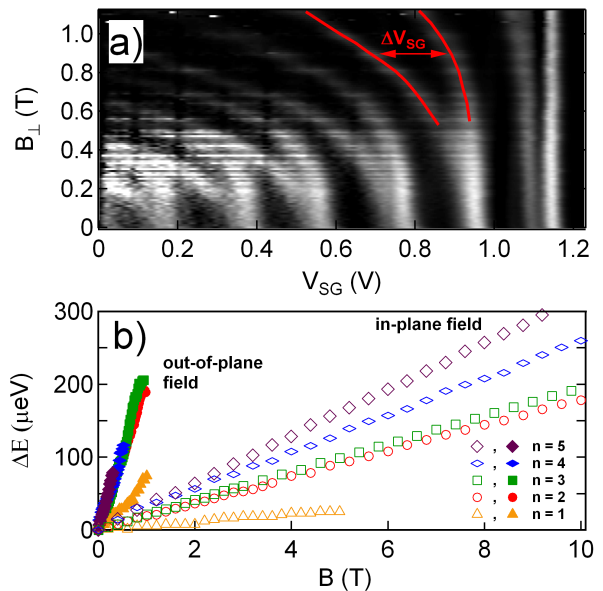 a)
ΔV_SG
B⊥ (T)
1.0
0.8
0.6
0.4
0.2
0
0 0.2 0.4 0.6 0.8 1.0 1.2
V_SG (V)
b)
in-plane field
out-of-plane
field
ΔE (μeV)
300
200
100
0
, n = 5
, n = 4
, n = 3
, n = 2
, n = 1
0 2 4 6 8 10
B (T)